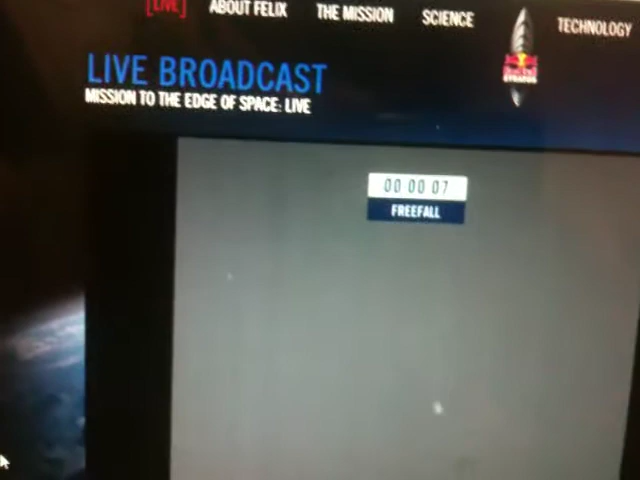 [LIVE] ABOUT FELIX THE MISSION SCIENCE TECHNOLOGY
LIVE BROADCAST
MISSION TO THE EDGE OF SPACE: LIVE
00 00 07
FREEFALL